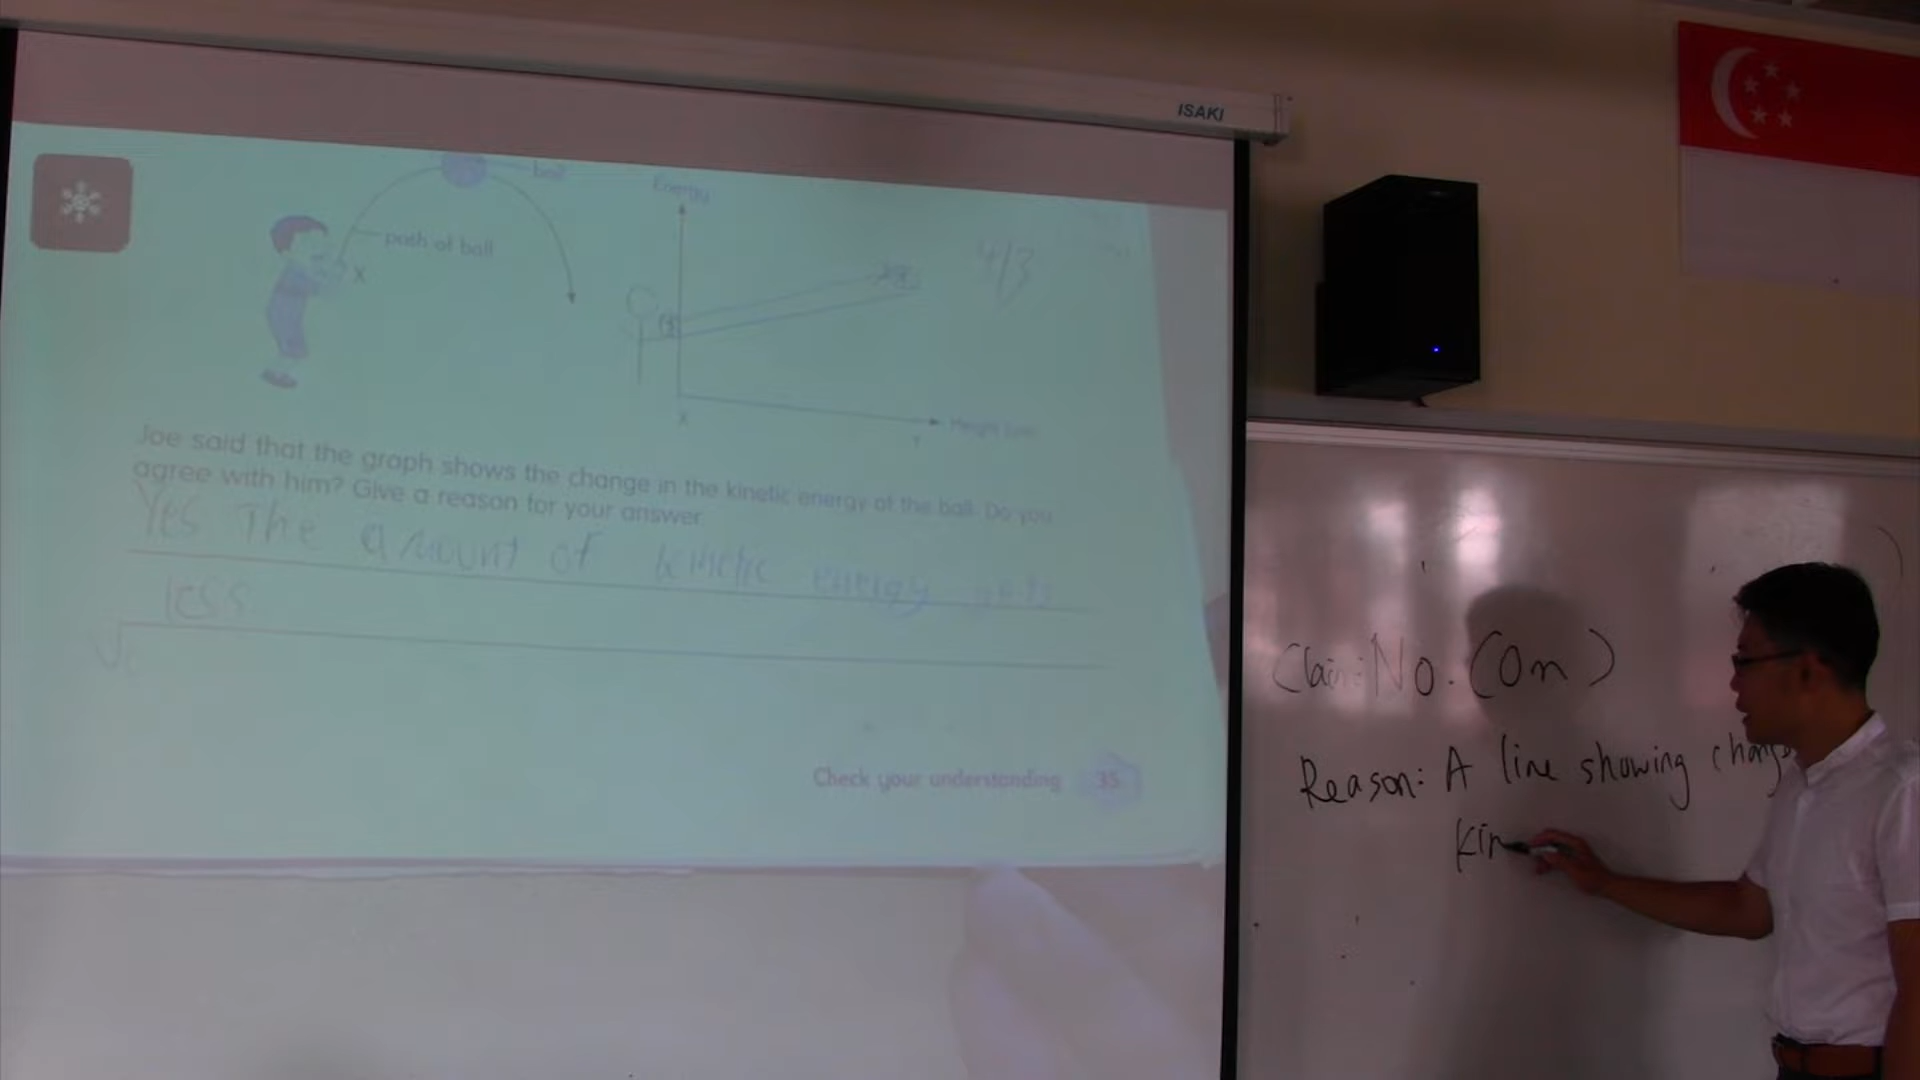 ISAKI
ball
Energy
path of ball
X
4/3
X
Height
Joe said that the graph shows the change in the kinetic energy of the ball. Do you
agree with him? Give a reason for your answer.
Yes The amount of kinetic energy gets
less
Check your understanding 35
Claim: No. (0m)
Reason: A line showing change
kin